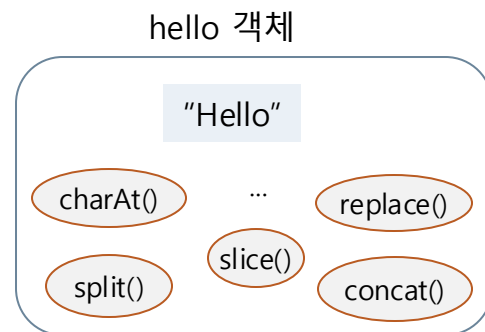 hello 객체
"Hello"
charAt()
...
replace()
slice()
split()
concat()